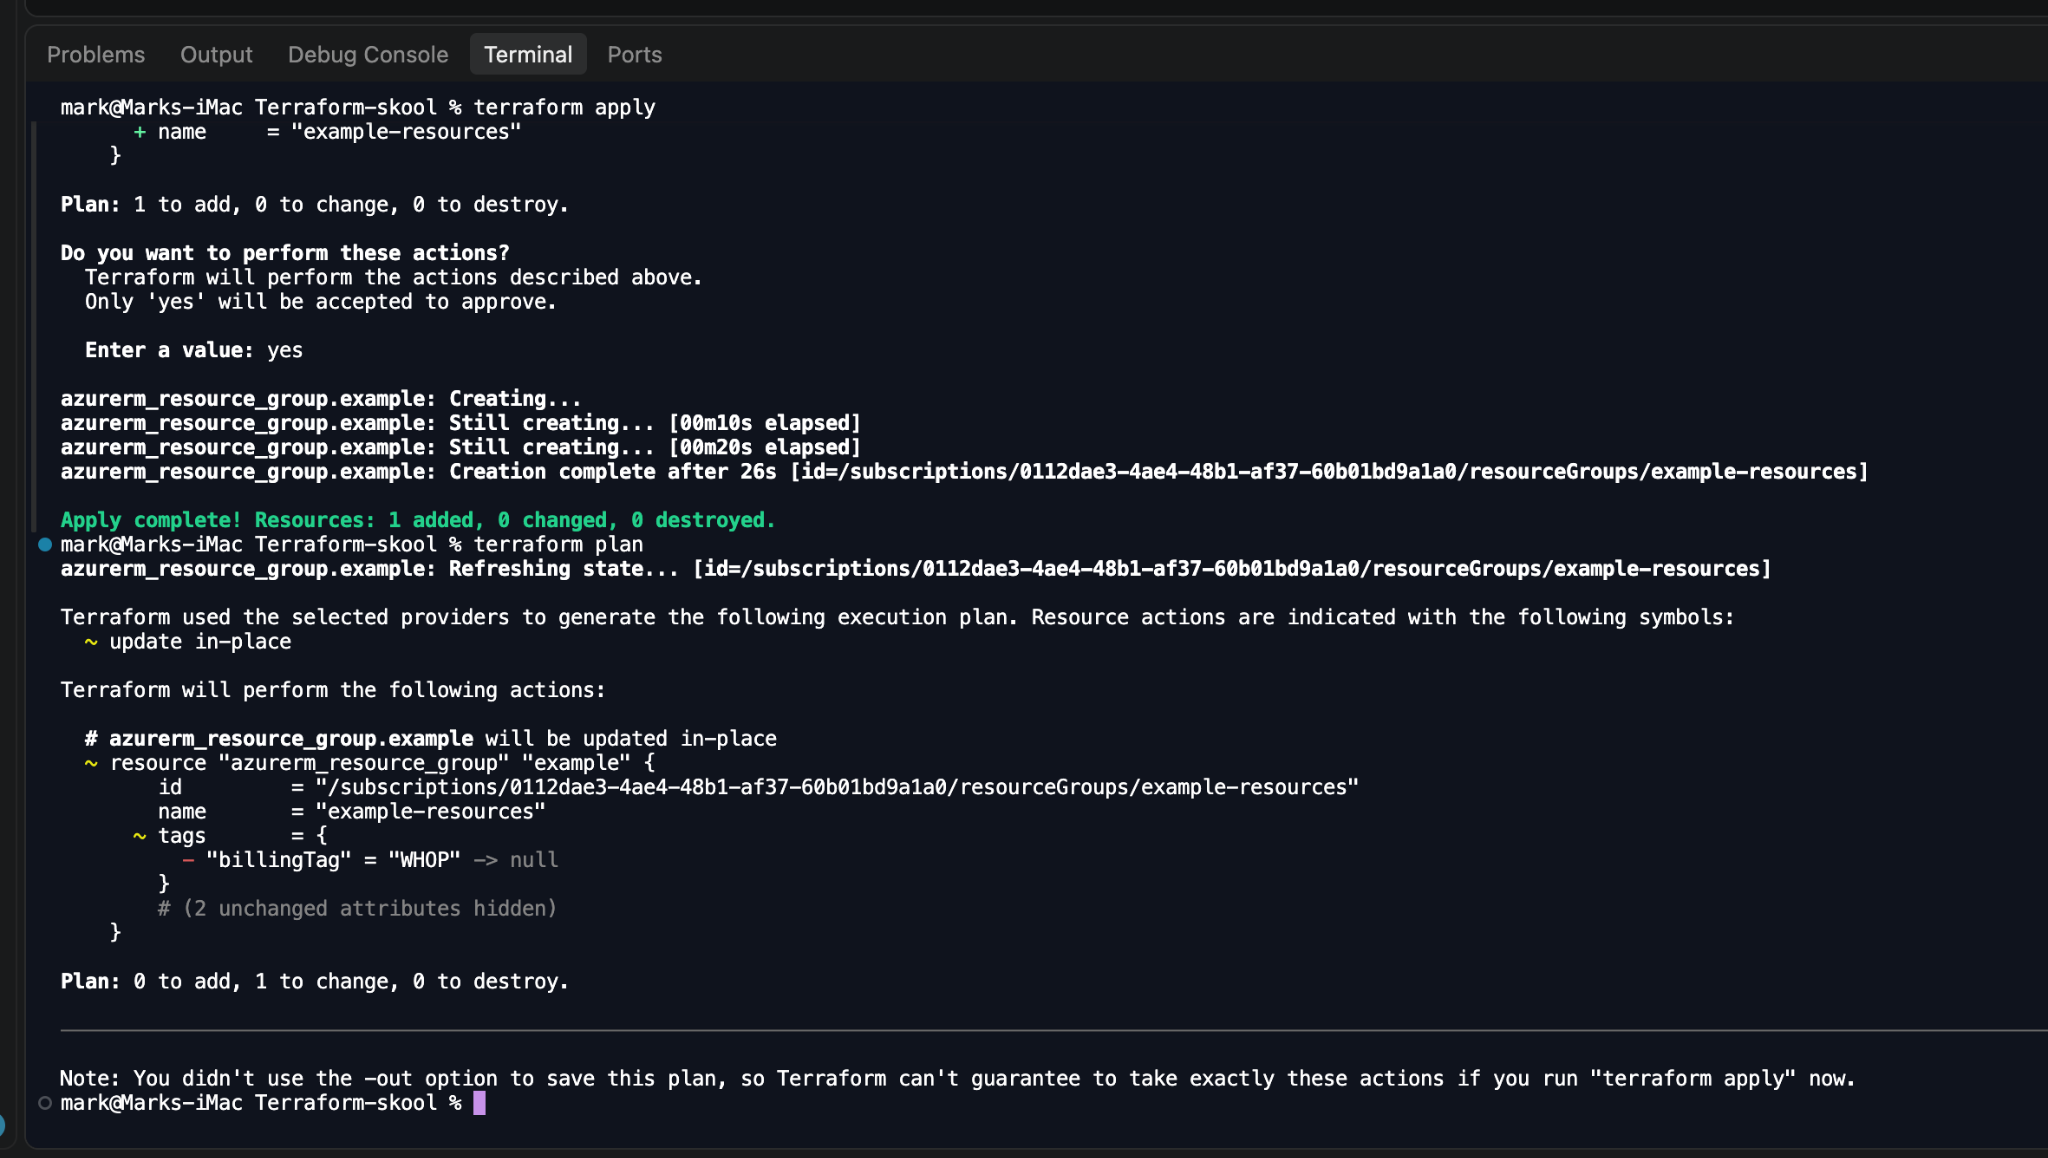 Problems Output Debug Console Terminal Ports
mark@Marks-iMac Terraform-skool % terraform apply
      + name     = "example-resources"
    }

Plan: 1 to add, 0 to change, 0 to destroy.

Do you want to perform these actions?
  Terraform will perform the actions described above.
  Only 'yes' will be accepted to approve.

  Enter a value: yes

azurerm_resource_group.example: Creating...
azurerm_resource_group.example: Still creating... [00m10s elapsed]
azurerm_resource_group.example: Still creating... [00m20s elapsed]
azurerm_resource_group.example: Creation complete after 26s [id=/subscriptions/0112dae3-4ae4-48b1-af37-60b01bd9a1a0/resourceGroups/example-resources]

Apply complete! Resources: 1 added, 0 changed, 0 destroyed.
mark@Marks-iMac Terraform-skool % terraform plan
azurerm_resource_group.example: Refreshing state... [id=/subscriptions/0112dae3-4ae4-48b1-af37-60b01bd9a1a0/resourceGroups/example-resources]

Terraform used the selected providers to generate the following execution plan. Resource actions are indicated with the following symbols:
  ~ update in-place

Terraform will perform the following actions:

  # azurerm_resource_group.example will be updated in-place
  ~ resource "azurerm_resource_group" "example" {
        id         = "/subscriptions/0112dae3-4ae4-48b1-af37-60b01bd9a1a0/resourceGroups/example-resources"
        name       = "example-resources"
      ~ tags       = {
          - "billingTag" = "WHOP" -> null
        }
        # (2 unchanged attributes hidden)
    }

Plan: 0 to add, 1 to change, 0 to destroy.

Note: You didn't use the -out option to save this plan, so Terraform can't guarantee to take exactly these actions if you run "terraform apply" now.
mark@Marks-iMac Terraform-skool %